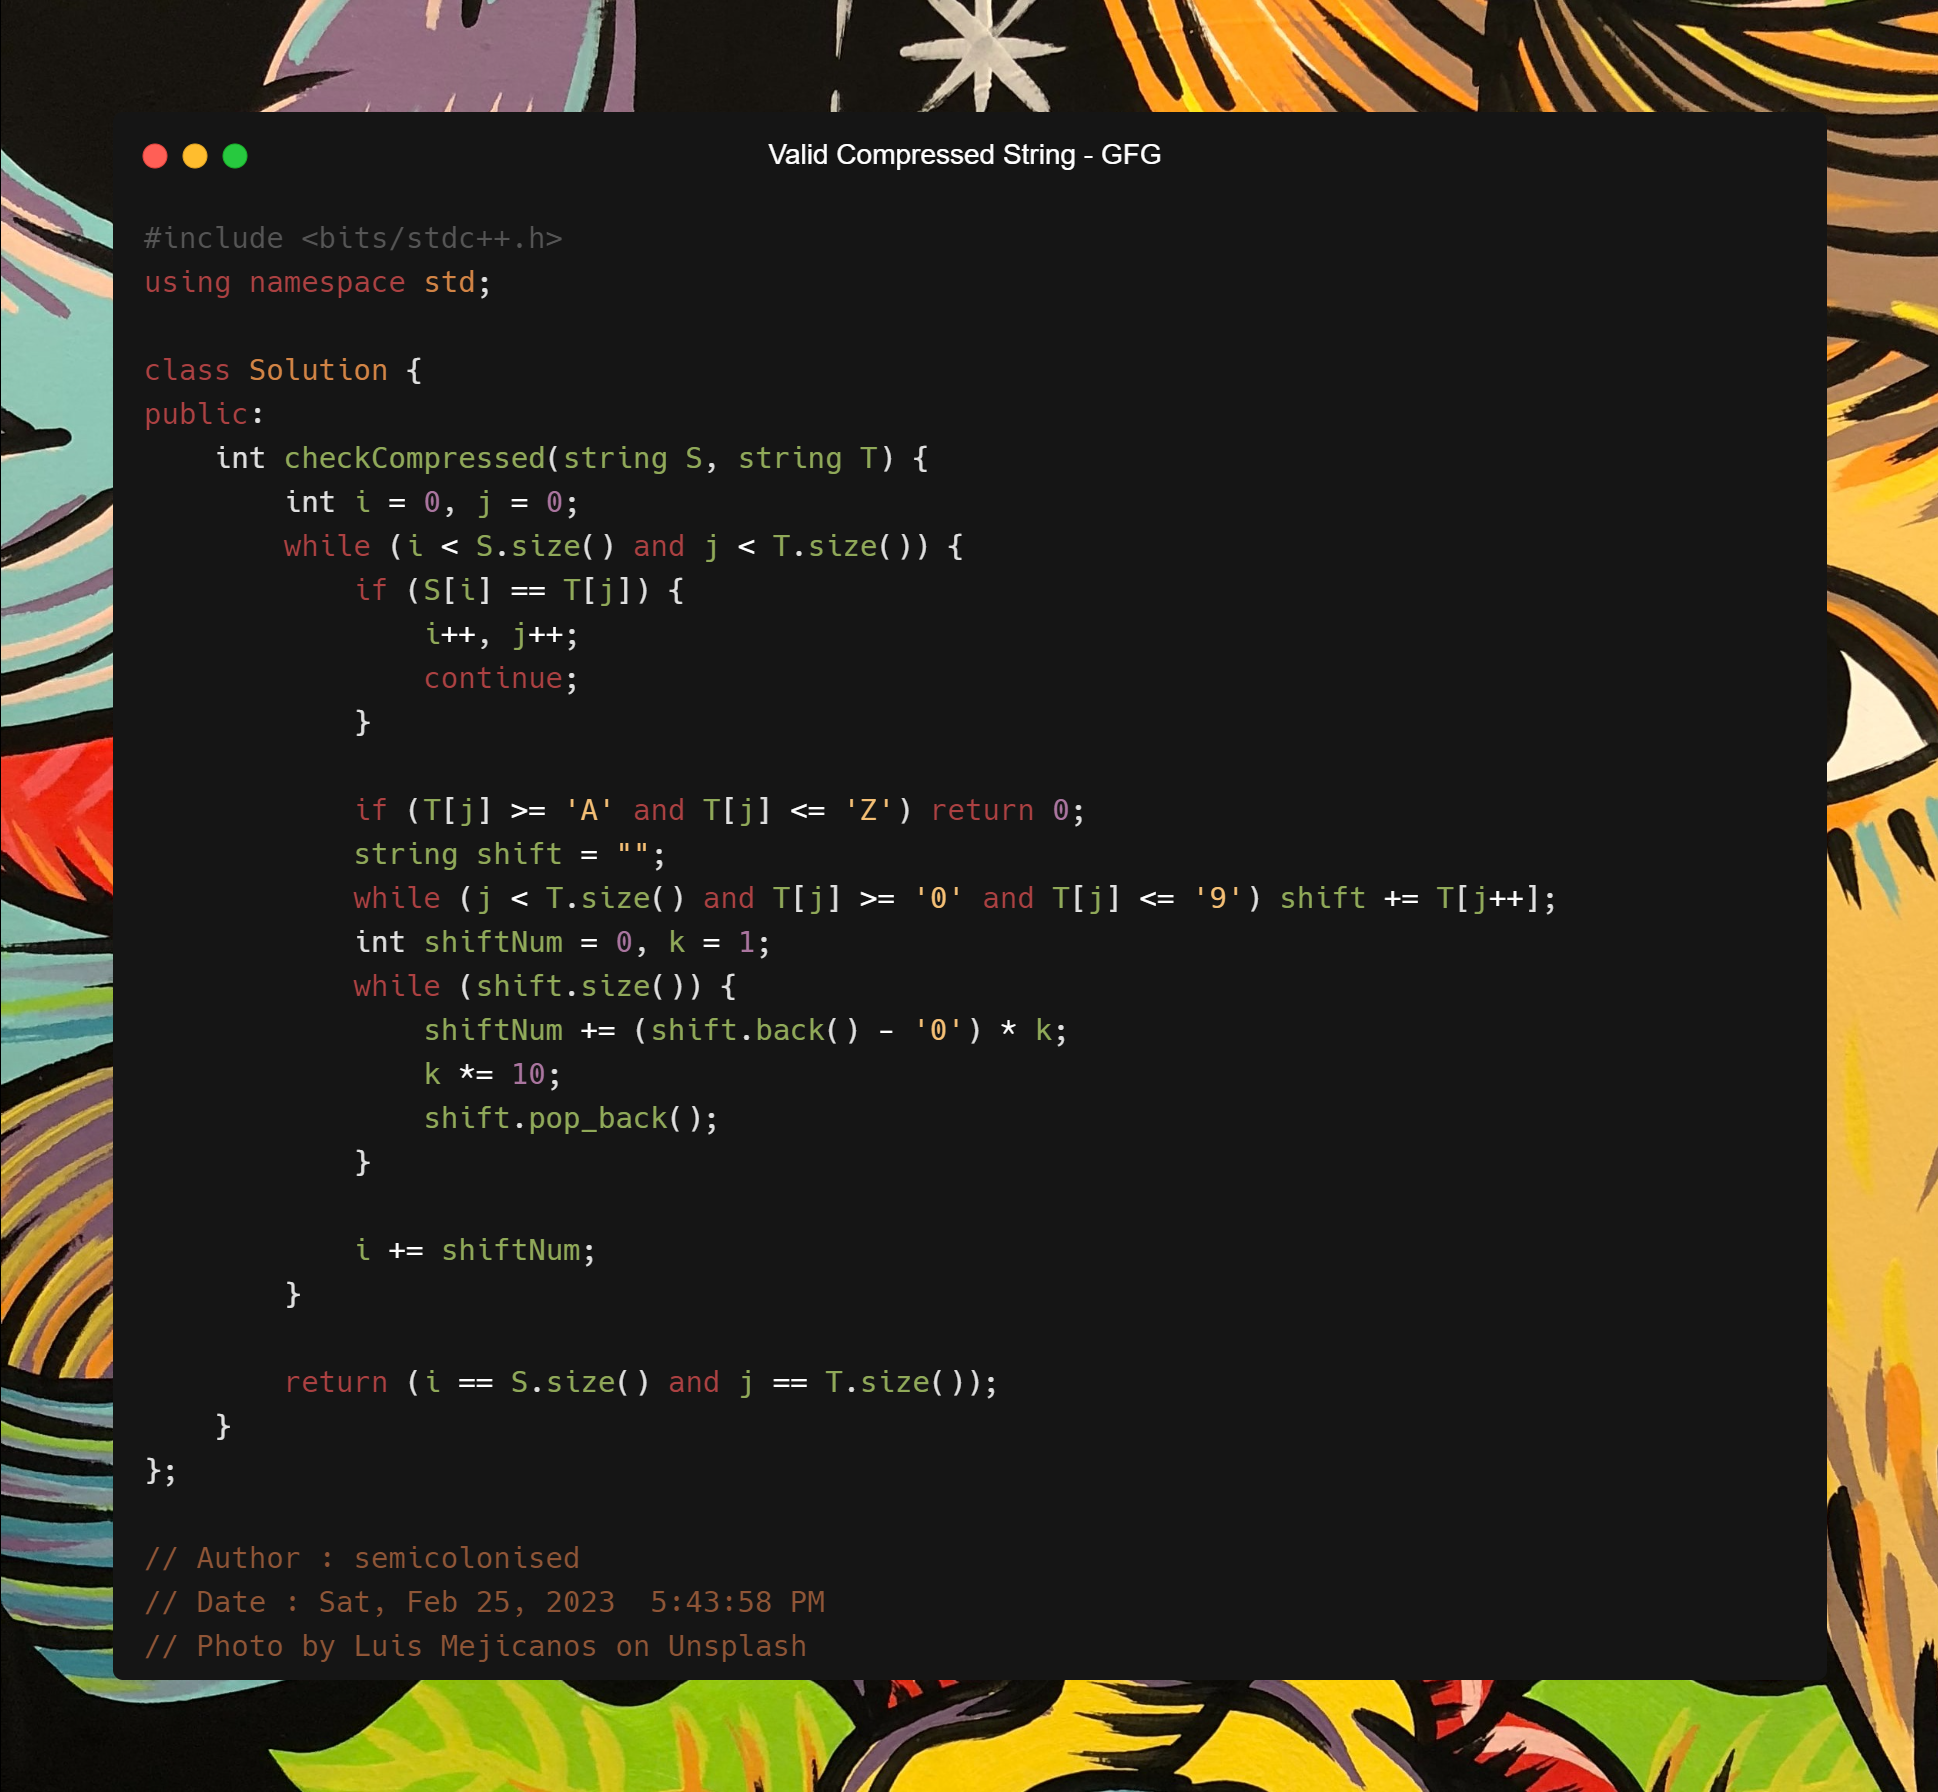 Valid Compressed String - GFG
#include <bits/stdc++.h>
using namespace std;
class Solution {
public:
    int checkCompressed(string S, string T) {
        int i = 0, j = 0;
        while (i < S.size() and j < T.size()) {
            if (S[i] == T[j]) {
                i++, j++;
                continue;
            }
            if (T[j] >= 'A' and T[j] <= 'Z') return 0;
            string shift = "";
            while (j < T.size() and T[j] >= '0' and T[j] <= '9') shift += T[j++];
            int shiftNum = 0, k = 1;
            while (shift.size()) {
                shiftNum += (shift.back() - '0') * k;
                k *= 10;
                shift.pop_back();
            }
            i += shiftNum;
        }
        return (i == S.size() and j == T.size());
    }
};
// Author : semicolonised
// Date : Sat, Feb 25, 2023  5:43:58 PM
// Photo by Luis Mejicanos on Unsplash